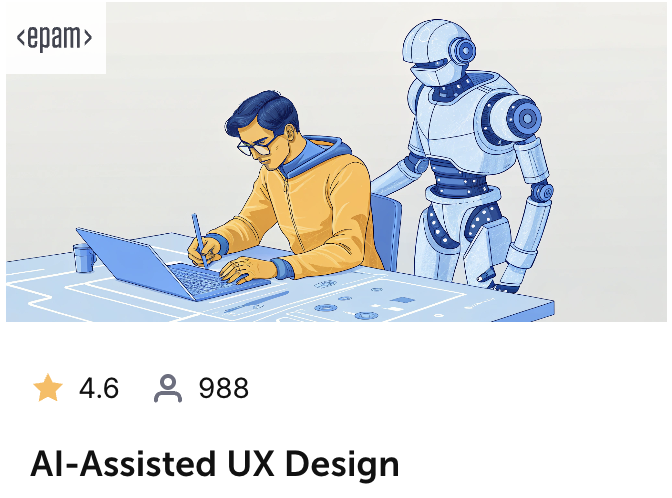 <epam>
4.6 988
AI-Assisted UX Design